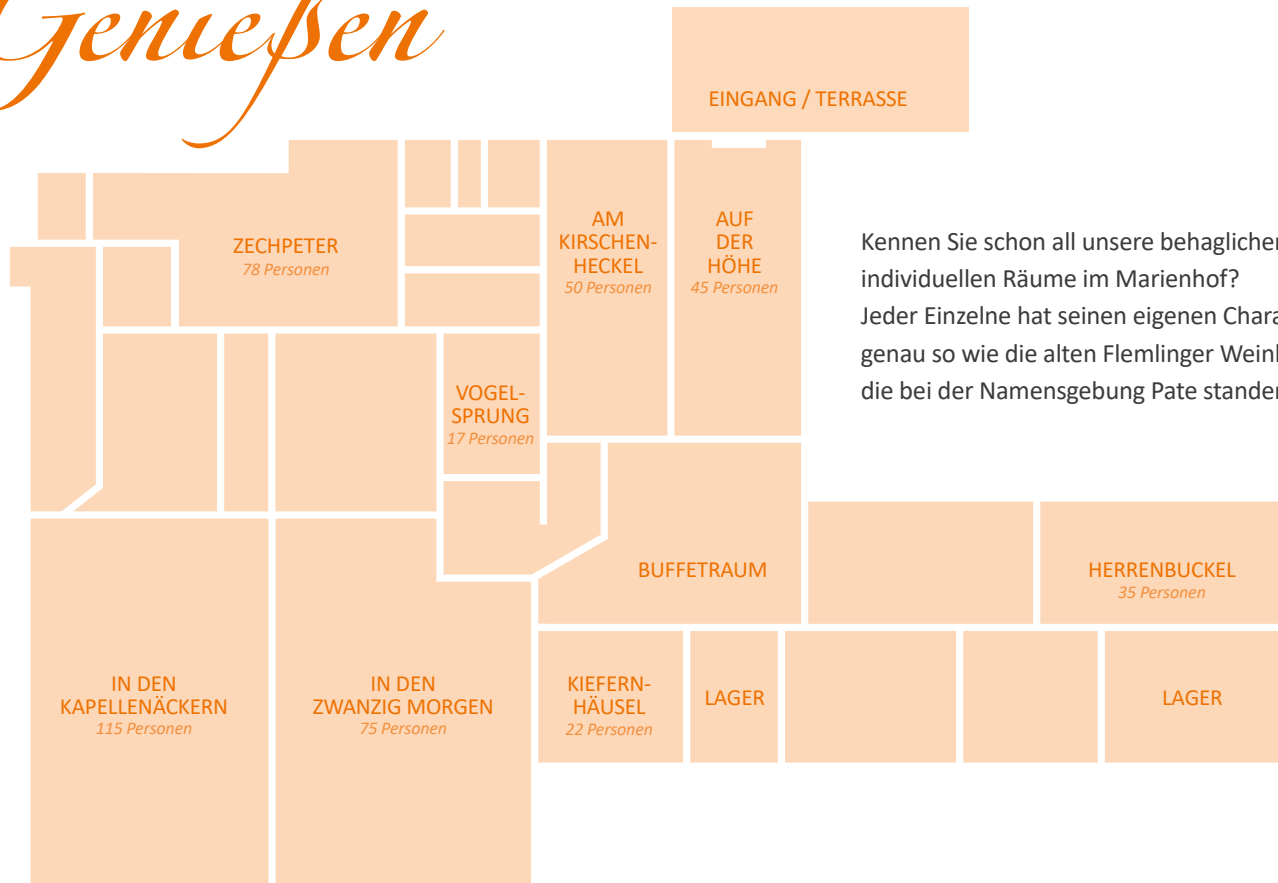 Genießen
EINGANG / TERRASSE
ZECHPETER
78 Personen
AM
KIRSCHEN-
HECKEL
50 Personen
AUF
DER
HÖHE
45 Personen
Kennen Sie schon all unsere behaglichen
individuellen Räume im Marienhof?
Jeder Einzelne hat seinen eigenen Chara
genau so wie die alten Flemlinger Wein
die bei der Namensgebung Pate standen
VOGEL-
SPRUNG
17 Personen
BUFFETRAUM
HERRENBUCKEL
35 Personen
IN DEN
KAPELLENÄCKERN
115 Personen
IN DEN
ZWANZIG MORGEN
75 Personen
KIEFERN-
HÄUSEL
22 Personen
LAGER
LAGER